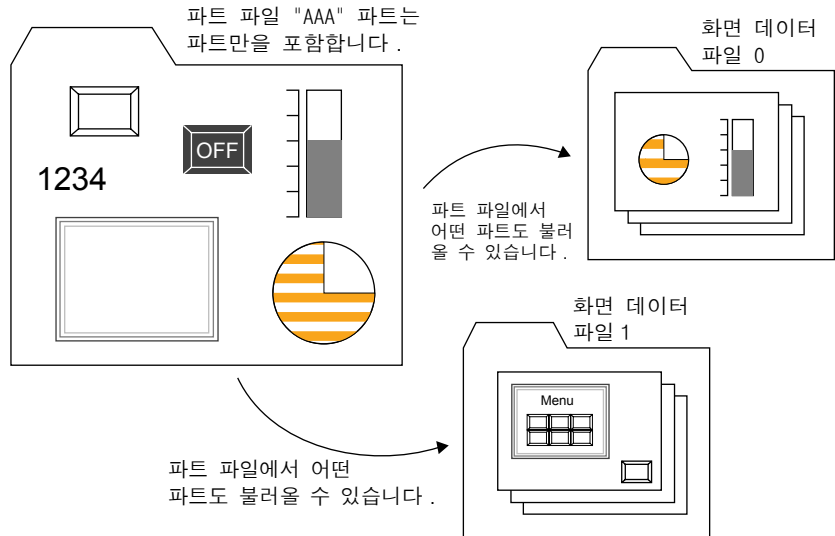 파트 파일 "AAA" 파트는
파트만을 포함합니다 .
OFF
1234
화면 데이터
파일 0
파트 파일에서
어떤 파트도 불러
올 수 있습니다 .
화면 데이터
파일 1
Menu
파트 파일에서 어떤
파트도 불러올 수 있습니다 .